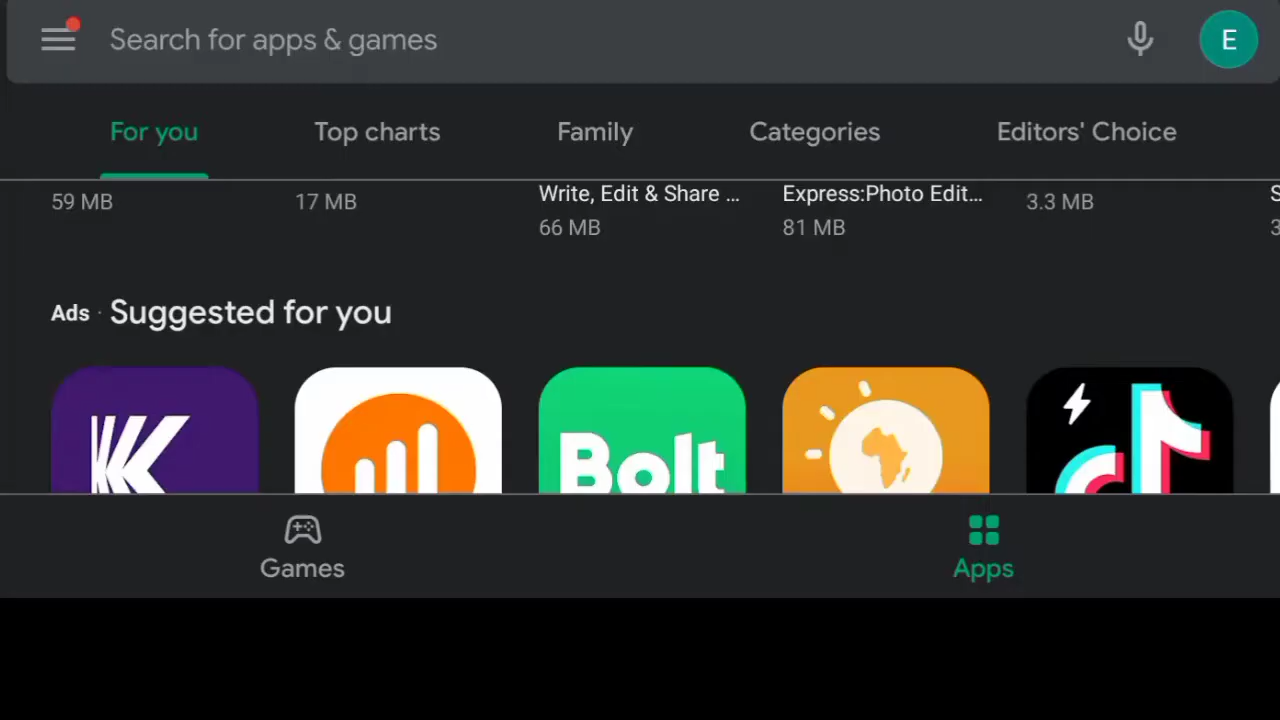 Search for apps & games
E
For you
Top charts
Family
Categories
Editors' Choice
59 MB
17 MB
Write, Edit & Share ...
66 MB
Express:Photo Edit...
81 MB
3.3 MB
Ads · Suggested for you
Bolt
Games
Apps